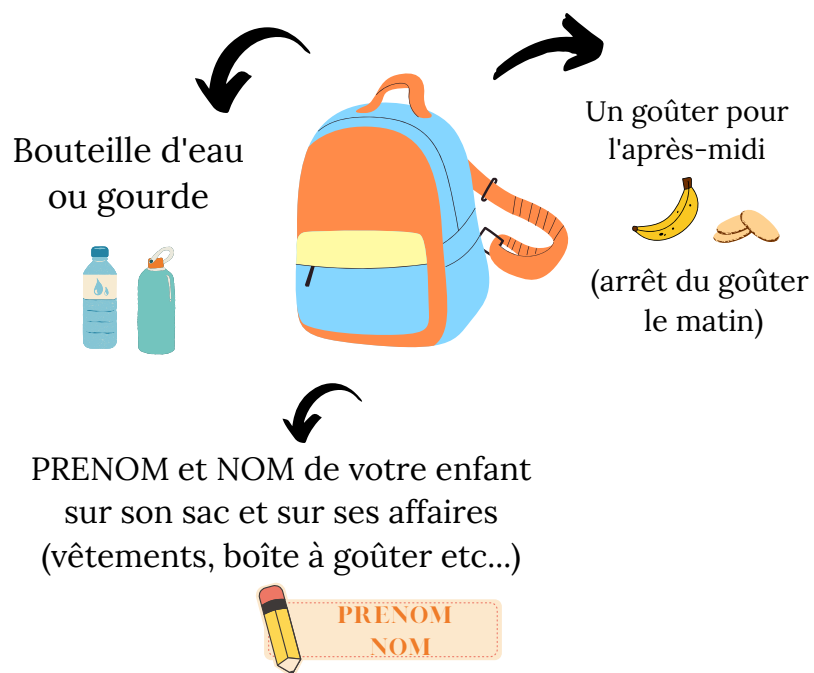 Bouteille d'eau
ou gourde
Un goûter pour
l'après-midi
(arrêt du goûter
le matin)
PRENOM et NOM de votre enfant
sur son sac et sur ses affaires
(vêtements, boîte à goûter etc...)
PRENOM
NOM